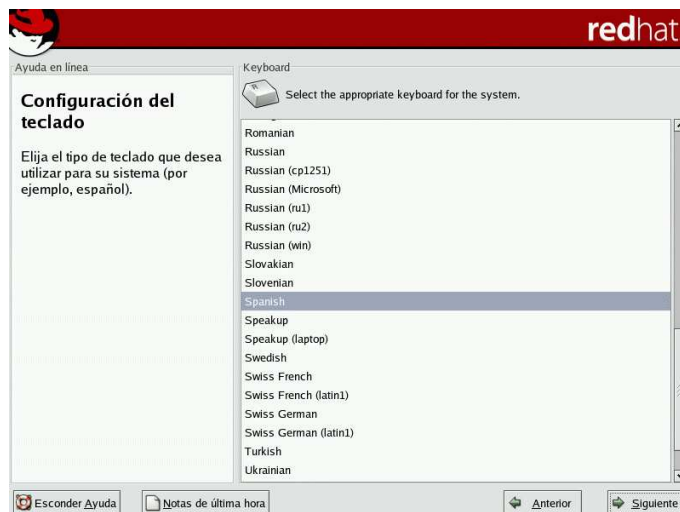 redhat
Ayuda en línea
Configuración del
teclado
Elija el tipo de teclado que desea
utilizar para su sistema (por
ejemplo, español).
Keyboard
Select the appropriate keyboard for the system.
Romanian
Russian
Russian (cp1251)
Russian (Microsoft)
Russian (ru1)
Russian (ru2)
Russian (win)
Slovakian
Slovenian
Spanish
Speakup
Speakup (laptop)
Swedish
Swiss French
Swiss French (latin1)
Swiss German
Swiss German (latin1)
Turkish
Ukrainian
Esconder Ayuda
Notas de última hora
Anterior
Siguiente